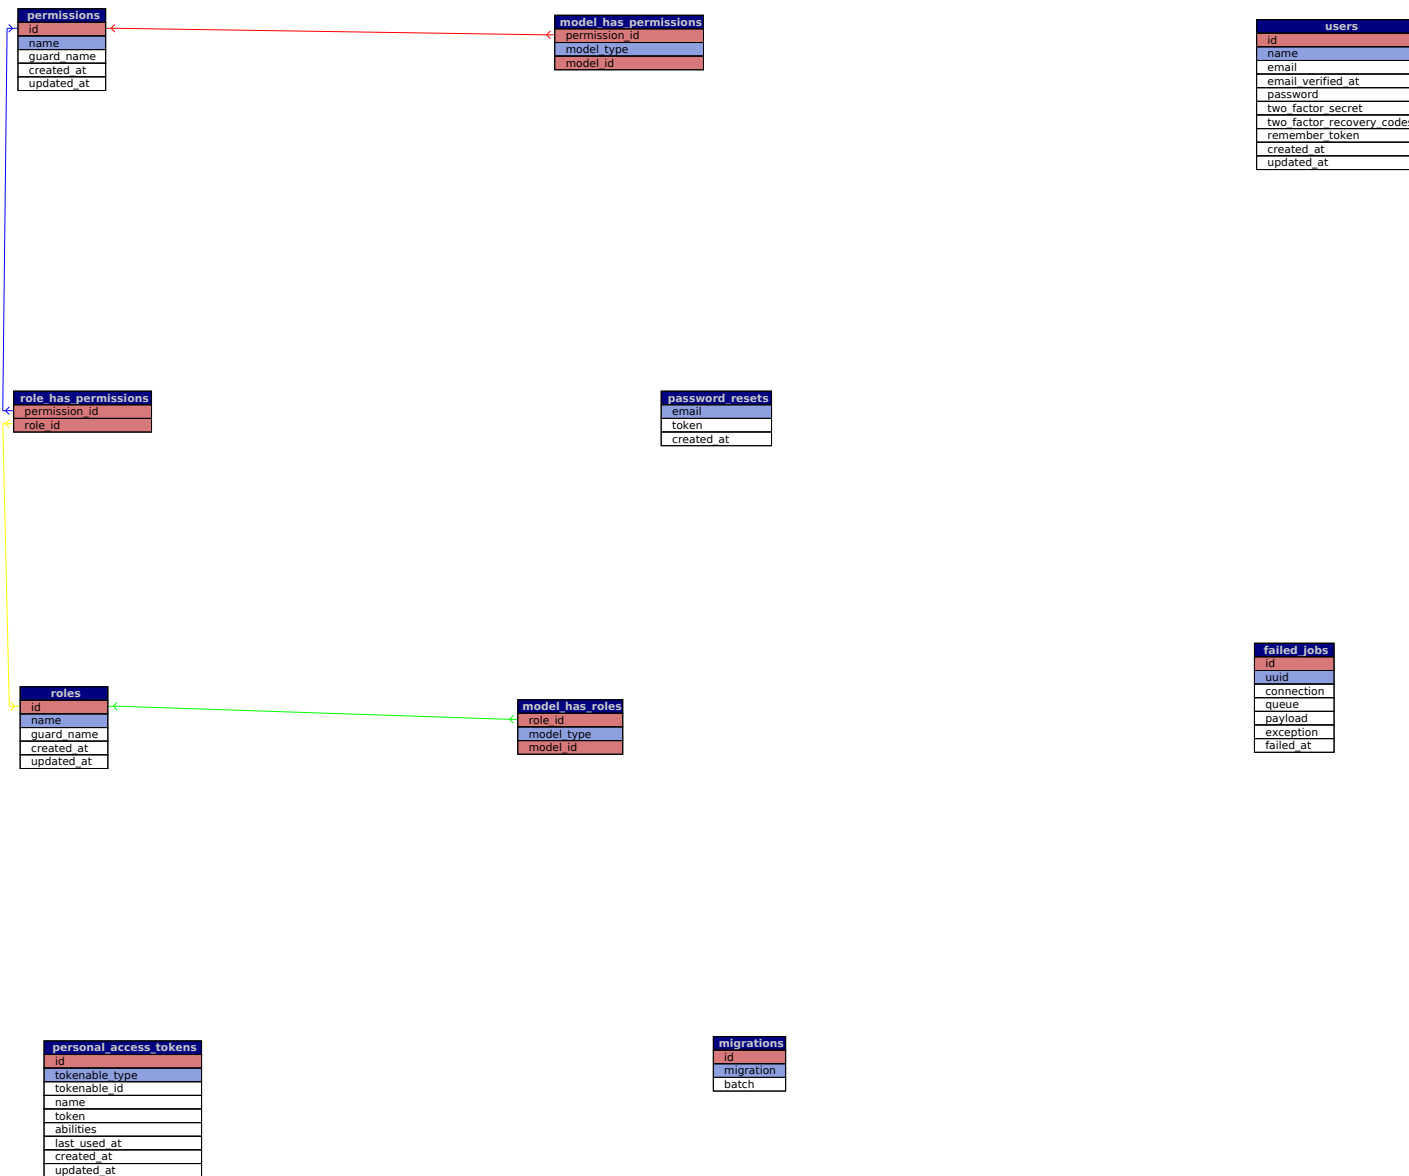 permissions
id
name
guard_name
created_at
updated_at
model_has_permissions
permission_id
model_type
model_id
users
id
name
email
email_verified_at
password
two_factor_secret
two_factor_recovery_codes
remember_token
created_at
updated_at
role_has_permissions
permission_id
role_id
password_resets
email
token
created_at
roles
id
name
guard_name
created_at
updated_at
model_has_roles
role_id
model_type
model_id
failed_jobs
id
uuid
connection
queue
payload
exception
failed_at
personal_access_tokens
id
tokenable_type
tokenable_id
name
token
abilities
last_used_at
created_at
updated_at
migrations
id
migration
batch